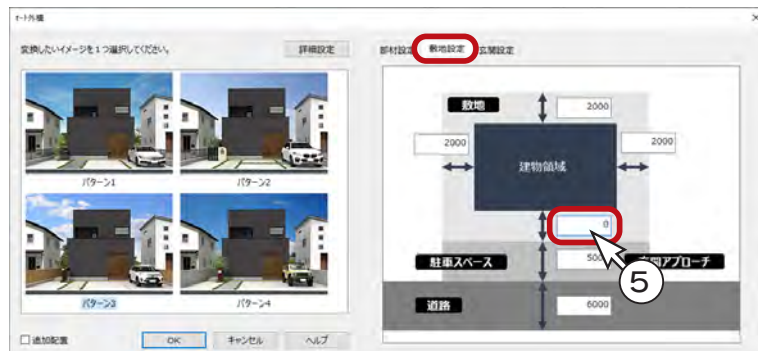 オート外構
変換したいイメージを1つ選択してください。
詳細設定
パターン1
パターン2
パターン3
パターン4
追加配置
OK
キャンセル
ヘルプ
部材設定
敷地設定
玄関設定
敷地
2000
2000
2000
建物領域
0
駐車スペース
アプローチ
5
道路
6000